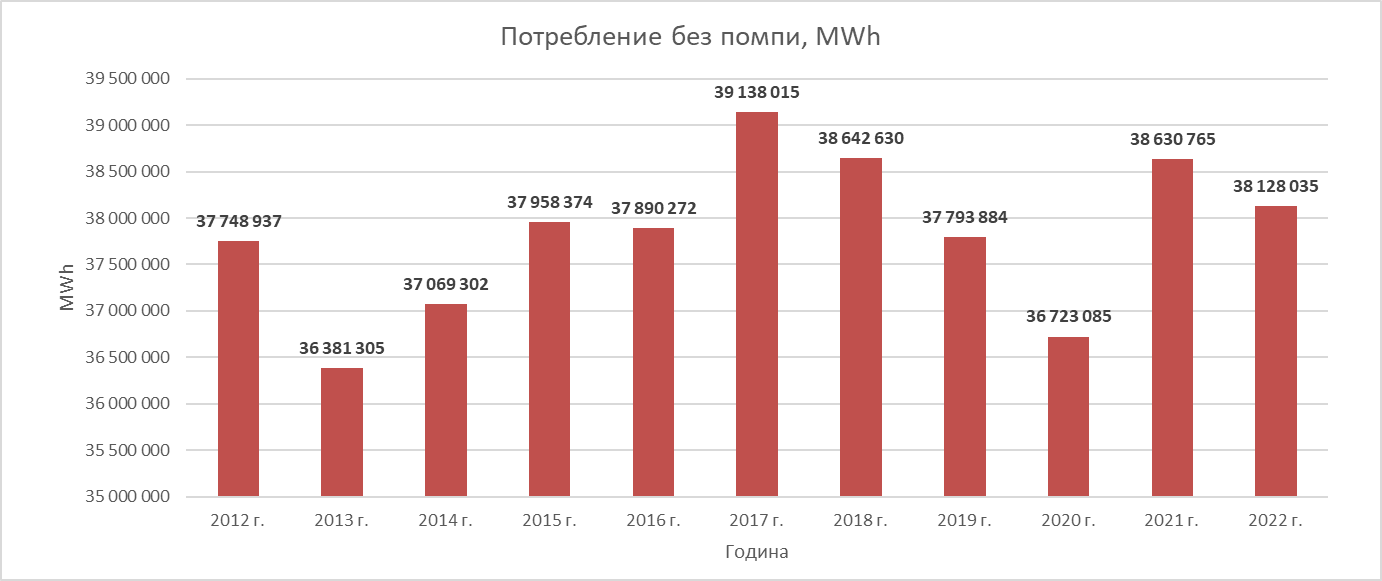 Потребление без помпи, MWh
39 500 000
39 000 000
38 500 000
38 000 000
37 500 000
37 000 000
36 500 000
36 000 000
35 500 000
35 000 000
MWh
37 748 937
36 381 305
37 069 302
37 958 374
37 890 272
39 138 015
38 642 630
37 793 884
36 723 085
38 630 765
38 128 035
2012 г. 2013 г. 2014 г. 2015 г. 2016 г. 2017 г. 2018 г. 2019 г. 2020 г. 2021 г. 2022 г.
Година